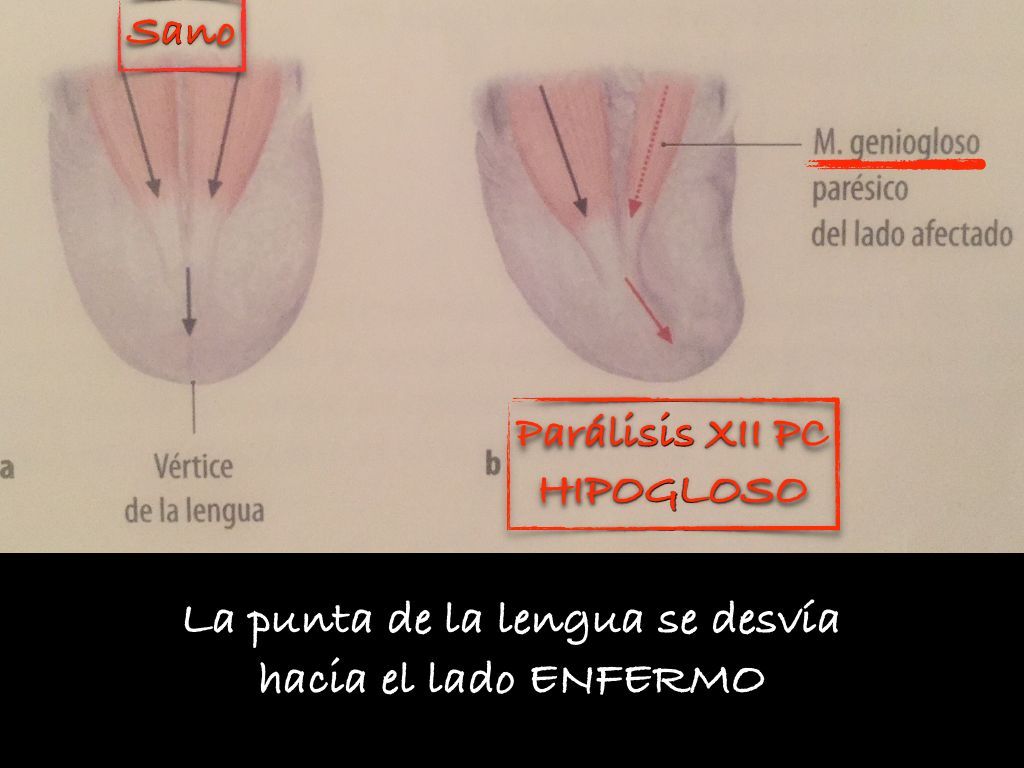 Sano
M. geniogloso
parésico
del lado afectado
Vértice
de la lengua
a
b
Parálisis XII PC
HIPOGLOSO
La punta de la lengua se desvía
hacia el lado ENFERMO